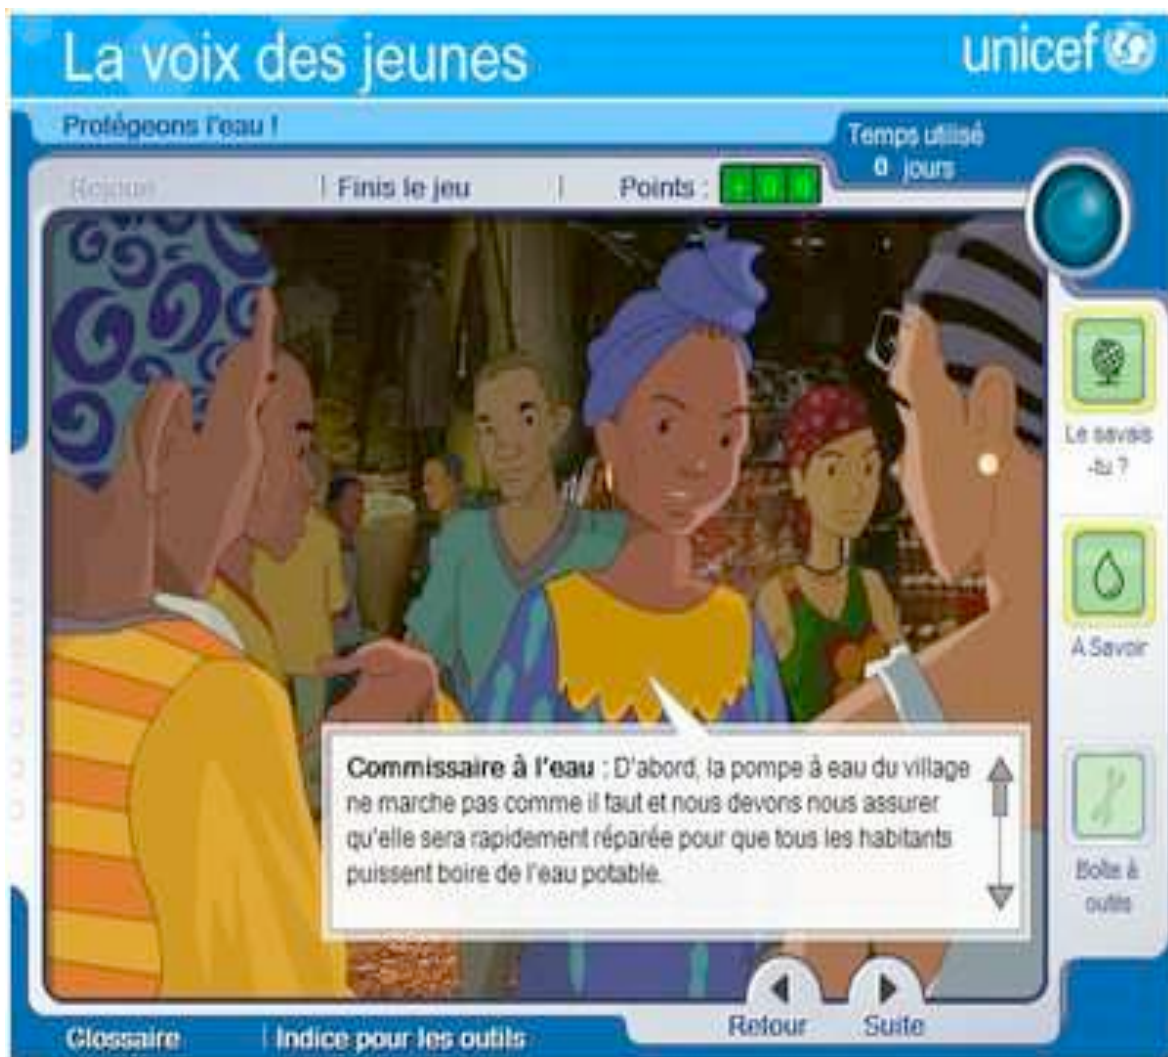 La voix des jeunes
unicef
Protégeons l'eau !
Temps utilisé
0 jours
Rejoue
Finis le jeu
Points :
Le savais
-tu ?
A Savoir
Commissaire à l'eau : D'abord, la pompe à eau du village
ne marche pas comme il faut et nous devons nous assurer
qu'elle sera rapidement réparée pour que tous les habitants
puissent boire de l'eau potable.
Boîte à
outils
Retour
Suite
Glossaire
Indice pour les outils